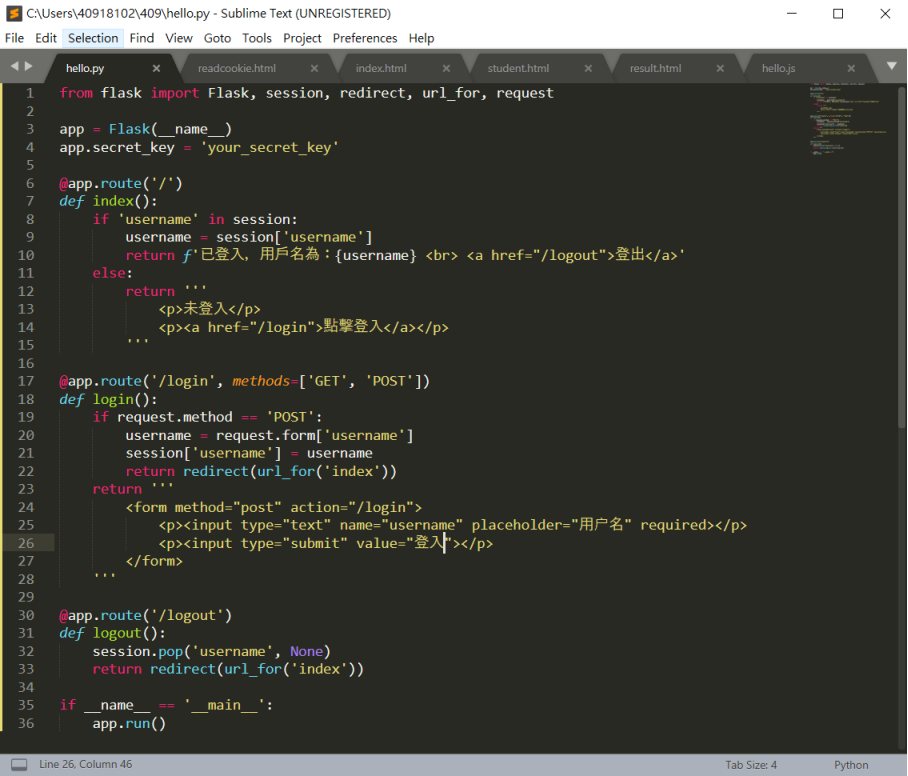 C:\Users\40918102\409\hello.py - Sublime Text (UNREGISTERED)
File Edit Selection Find View Goto Tools Project Preferences Help
hello.py readcookie.html index.html student.html result.html hello.js
1 from flask import Flask, session, redirect, url_for, request
2
3 app = Flask(__name__)
4 app.secret_key = 'your_secret_key'
5
6 @app.route('/')
7 def index():
8     if 'username' in session:
9         username = session['username']
10         return f'已登入, 用戶名為：{username} <br> <a href="/logout">登出</a>'
11     else:
12         return '''
13             <p>未登入</p>
14             <p><a href="/login">點擊登入</a></p>
15         '''
16
17 @app.route('/login', methods=['GET', 'POST'])
18 def login():
19     if request.method == 'POST':
20         username = request.form['username']
21         session['username'] = username
22         return redirect(url_for('index'))
23     return '''
24         <form method="post" action="/login">
25             <p><input type="text" name="username" placeholder="用户名" required></p>
26             <p><input type="submit" value="登入"></p>
27         </form>
28     '''
29
30 @app.route('/logout')
31 def logout():
32     session.pop('username', None)
33     return redirect(url_for('index'))
34
35 if __name__ == '__main__':
36     app.run()
Line 26, Column 46 Tab Size: 4 Python